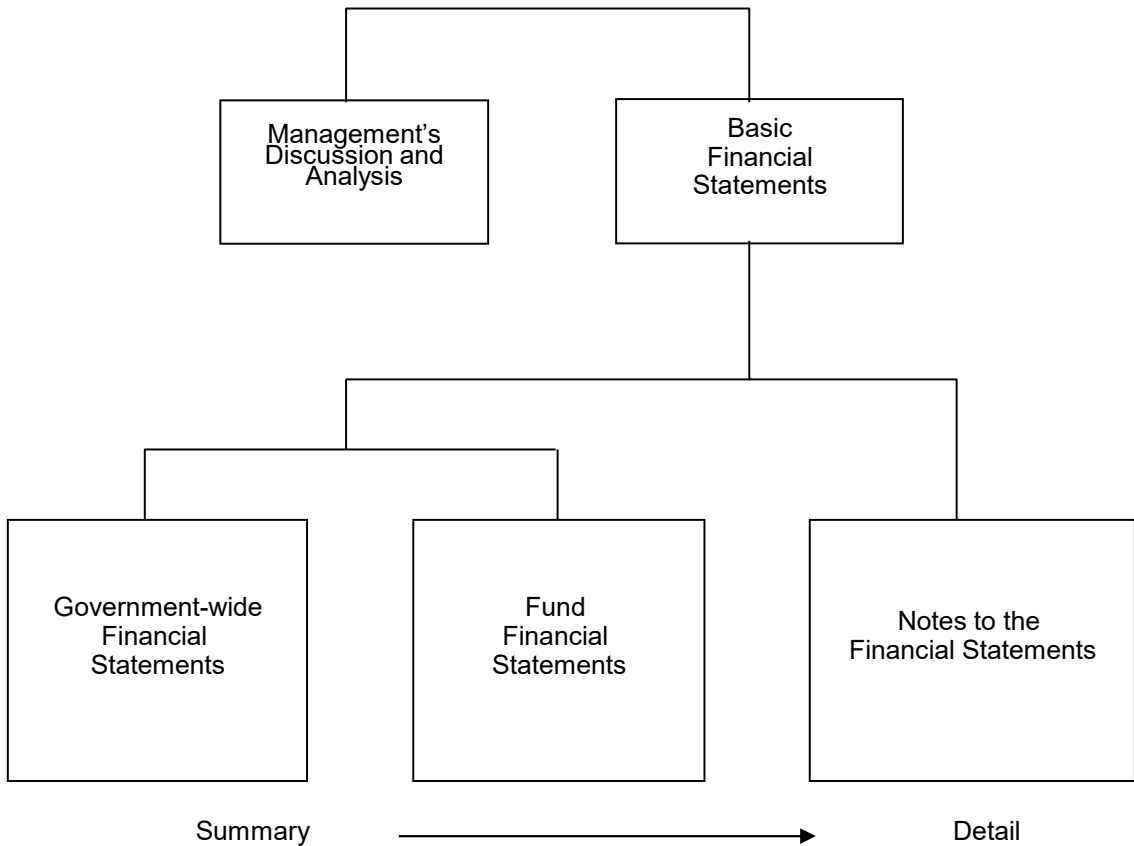 Management’s
Discussion and
Analysis
Basic
Financial
Statements
Government-wide
Financial
Statements
Fund
Financial
Statements
Notes to the
Financial Statements
Summary
Detail